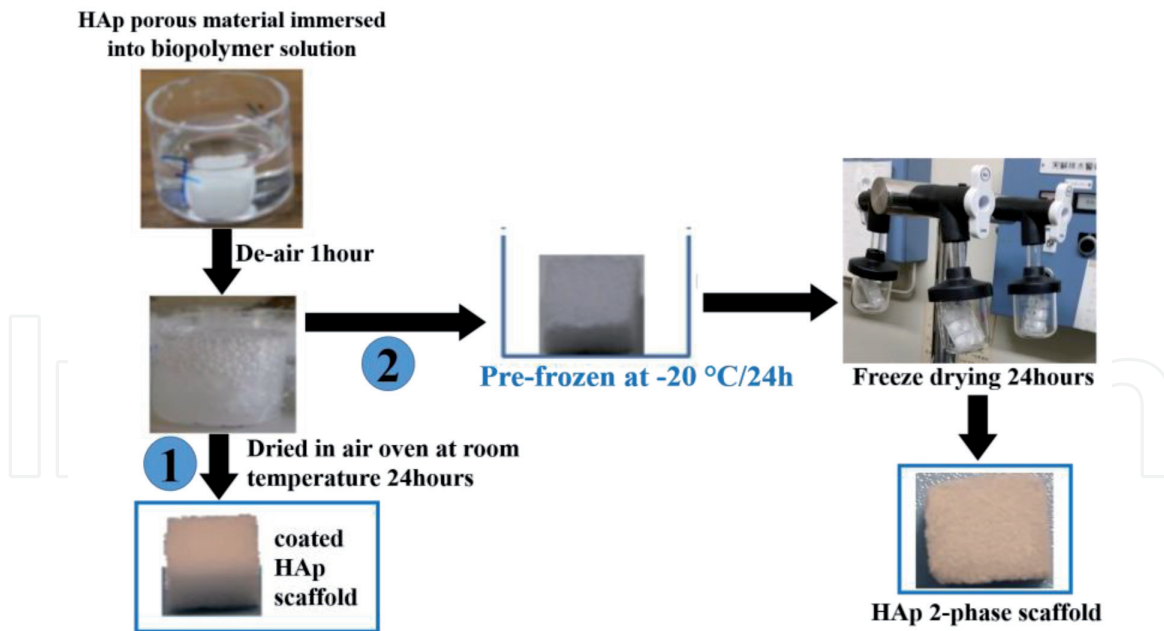 HAp porous material immersed
into biopolymer solution
De-air 1hour
2
Pre-frozen at -20 °C/24h
Freeze drying 24hours
1
Dried in air oven at room
temperature 24hours
coated
HAp
scaffold
HAp 2-phase scaffold